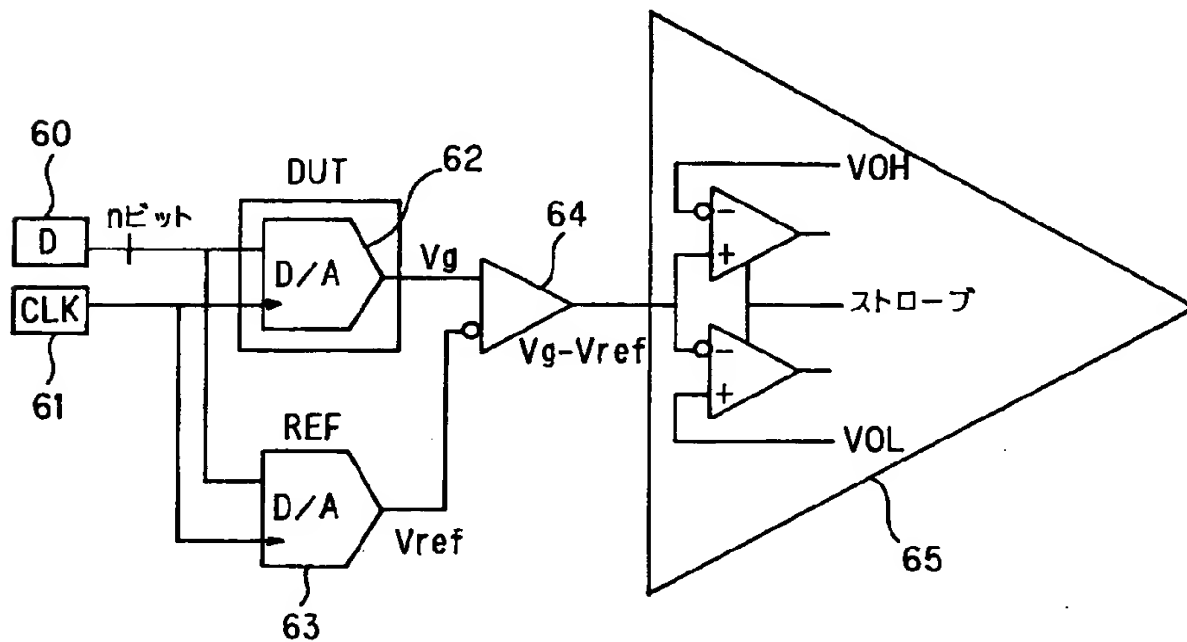 60
D
nビット
CLK
61
DUT
62
D/A
Vg
64
Vg-Vref
REF
D/A
Vref
63
VOH
-
+
ストローブ
-
+
VOL
65